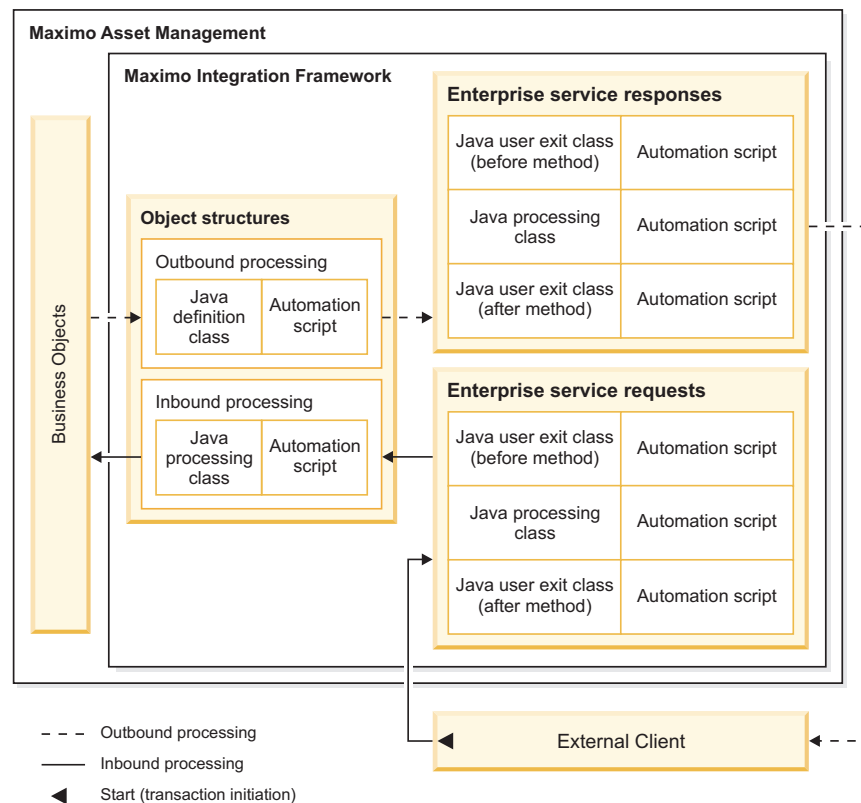 Maximo Asset Management
Maximo Integration Framework
Business Objects
Object structures
Outbound processing
Java
definition
class
Automation
script
Inbound processing
Java
processing
class
Automation
script
Enterprise service responses
Java user exit class
(before method)
Automation script
Java processing
class
Automation script
Java user exit class
(after method)
Automation script
Enterprise service requests
Java user exit class
(before method)
Automation script
Java processing
class
Automation script
Java user exit class
(after method)
Automation script
External Client
Outbound processing
Inbound processing
Start (transaction initiation)